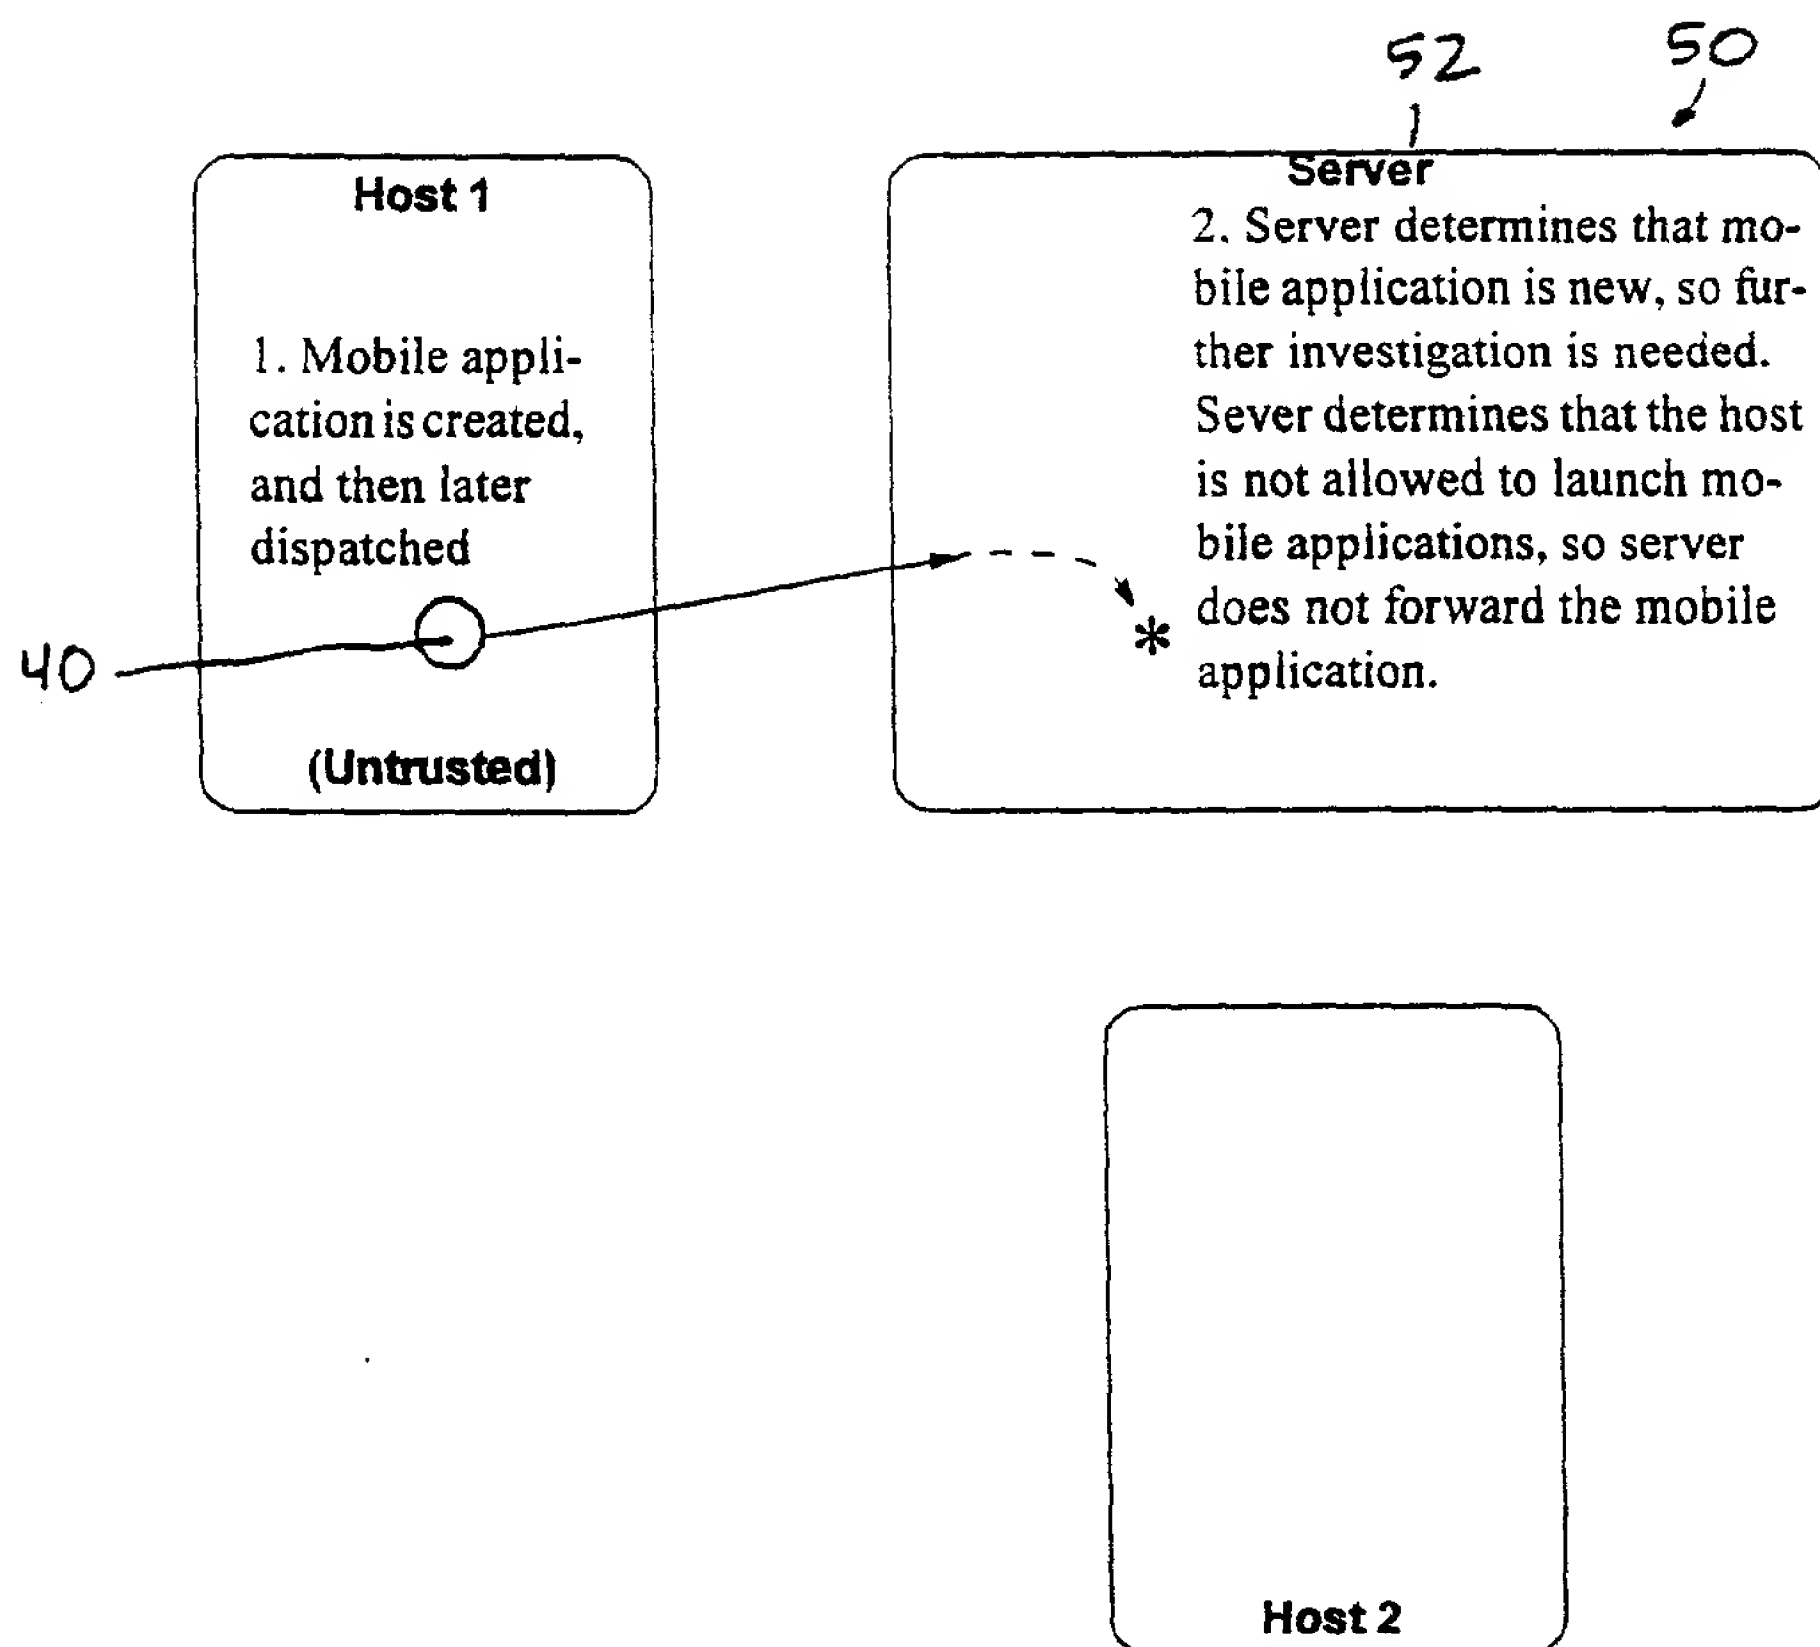 52
50
Host 1
1. Mobile appli-
cation is created,
and then later
dispatched
40
(Untrusted)
Server
2. Server determines that mo-
bile application is new, so fur-
ther investigation is needed.
Sever determines that the host
is not allowed to launch mo-
bile applications, so server
does not forward the mobile
application.
*
Host 2